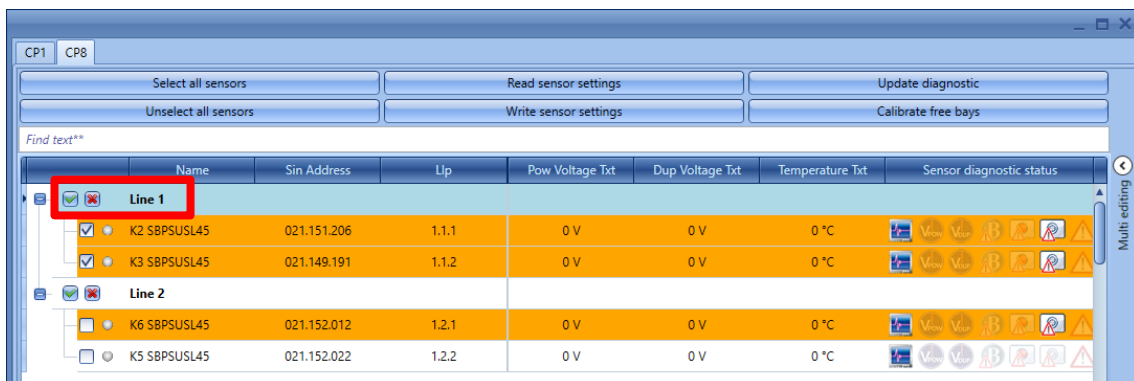 CP1 CP8
Select all sensors Read sensor settings Update diagnostic
Unselect all sensors Write sensor settings Calibrate free bays
Find text**
Name Sin Address Llp Pow Voltage Txt Dup Voltage Txt Temperature Txt Sensor diagnostic status
Line 1
K2 SBPSUSL45 021.151.206 1.1.1 0 V 0 V 0 °C
K3 SBPSUSL45 021.149.191 1.1.2 0 V 0 V 0 °C
Line 2
K6 SBPSUSL45 021.152.012 1.2.1 0 V 0 V 0 °C
K5 SBPSUSL45 021.152.022 1.2.2 0 V 0 V 0 °C
Multi editing